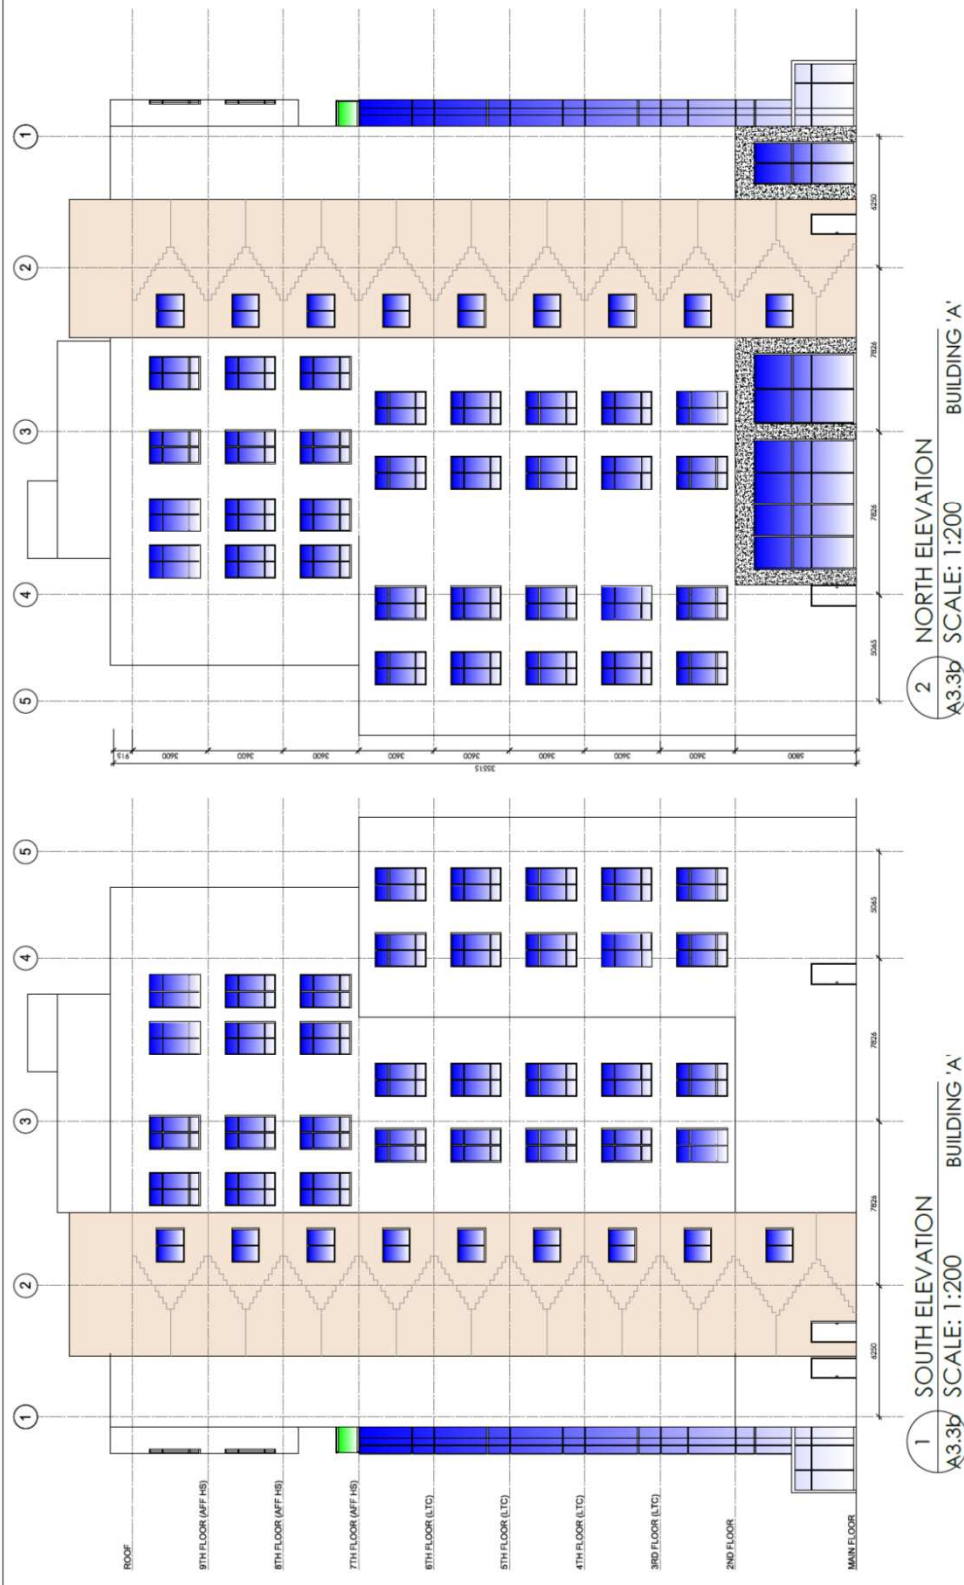 1
2
3
4
5
ROOF
9TH FLOOR (AFF HS)
8TH FLOOR (AFF HS)
7TH FLOOR (AFF HS)
6TH FLOOR (LTC)
5TH FLOOR (LTC)
4TH FLOOR (LTC)
3RD FLOOR (LTC)
2ND FLOOR
MAIN FLOOR
6250
7826
7826
5065
1
A3.3b
SOUTH ELEVATION
SCALE: 1:200
BUILDING 'A'
5
4
3
2
1
915
3600
3600
3600
3600
3600
3600
3600
3600
5800
35515
5065
7826
7826
6250
2
A3.3b
NORTH ELEVATION
SCALE: 1:200
BUILDING 'A'